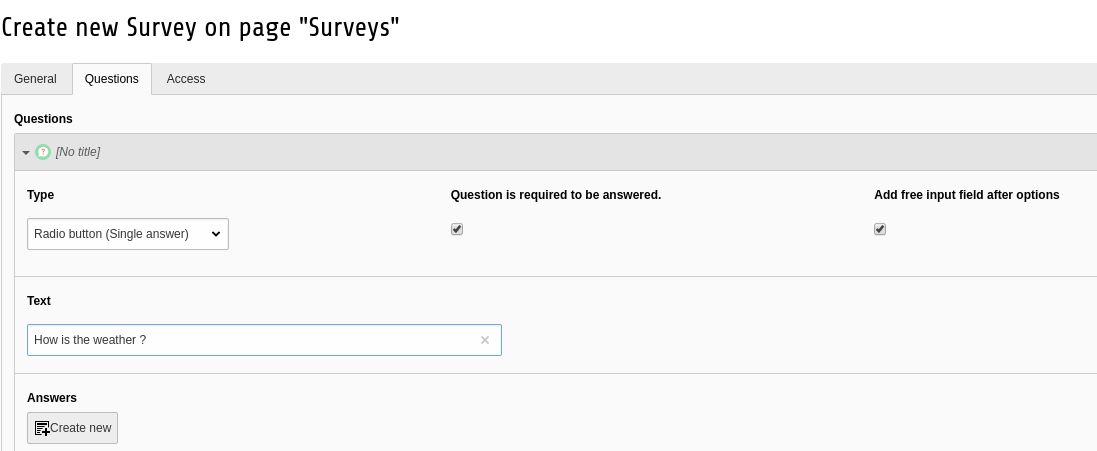 Create new Survey on page "Surveys"
General Questions Access
Questions
[No title]
Type Question is required to be answered. Add free input field after options
Radio button (Single answer)
Text
How is the weather ?
Answers
Create new